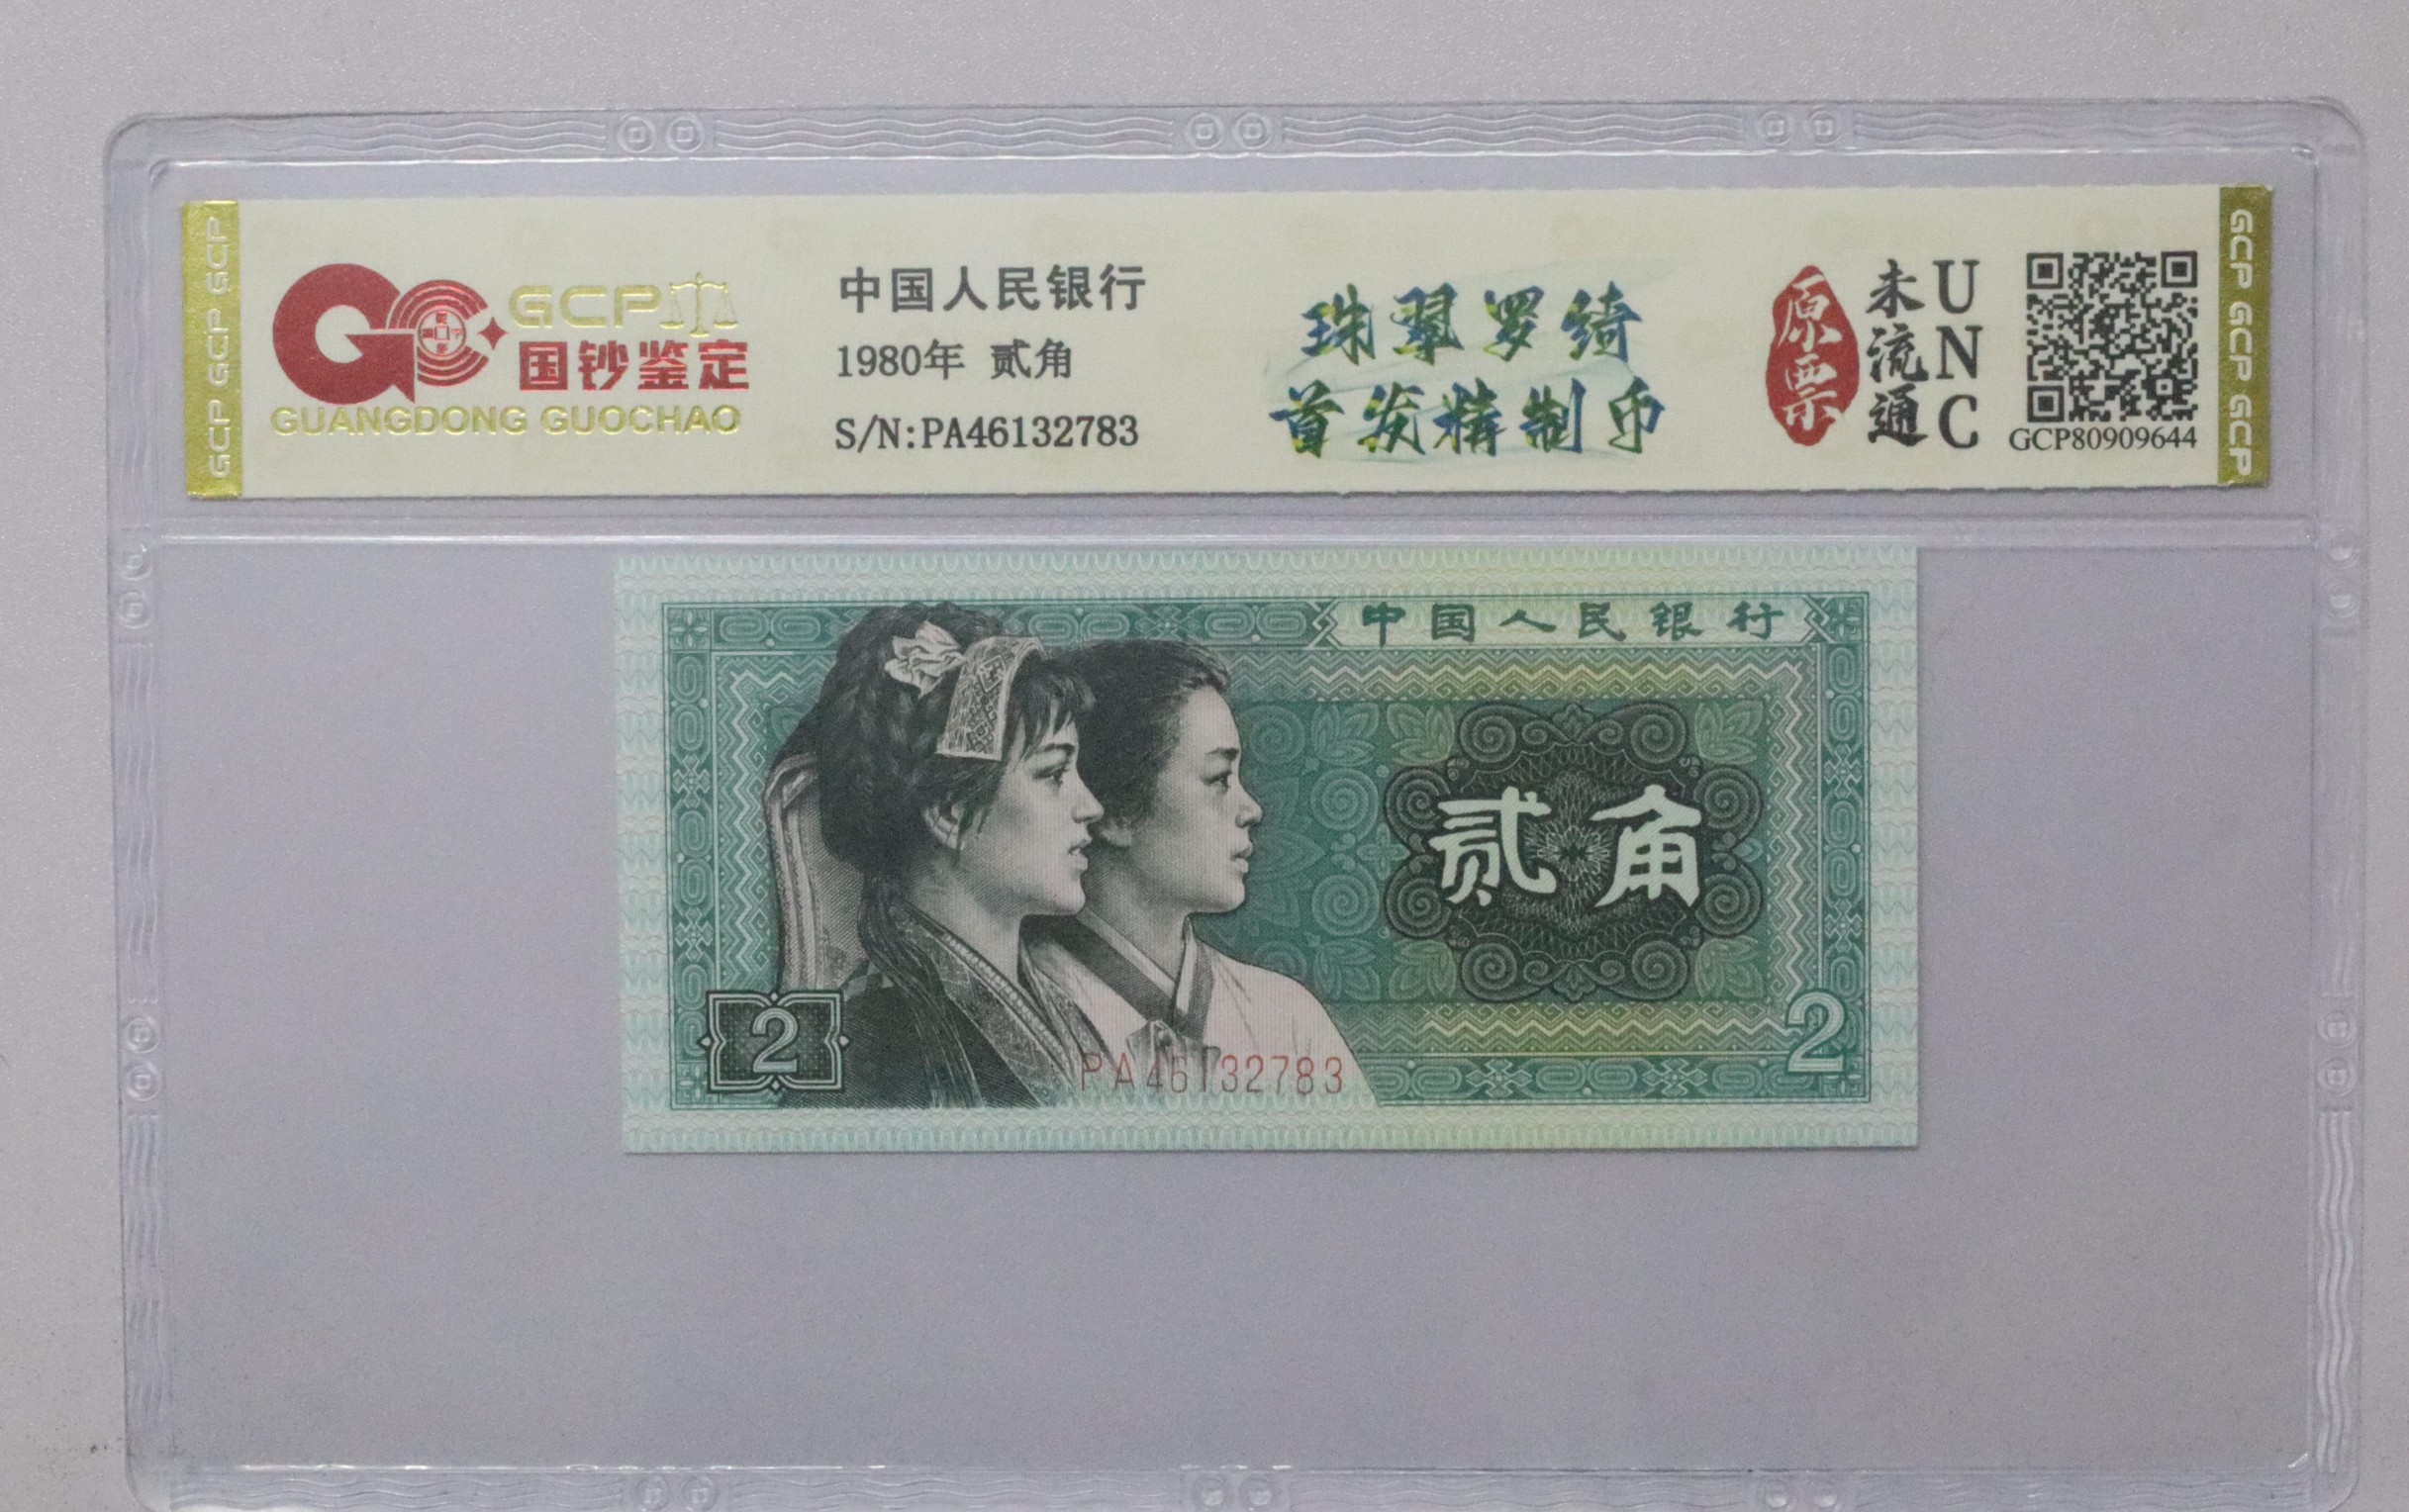 GCP GCP GCP
GCP
国钞鉴定
GUANGDONG GUOCHAO
中国人民银行
1980年 贰角
S/N:PA46132783
珠翠罗绮
首发精制币
原票
未流通
UNC
GCP80909644
GCP GCP GCP GCP
中国人民银行
贰角
2
2
PA46132783